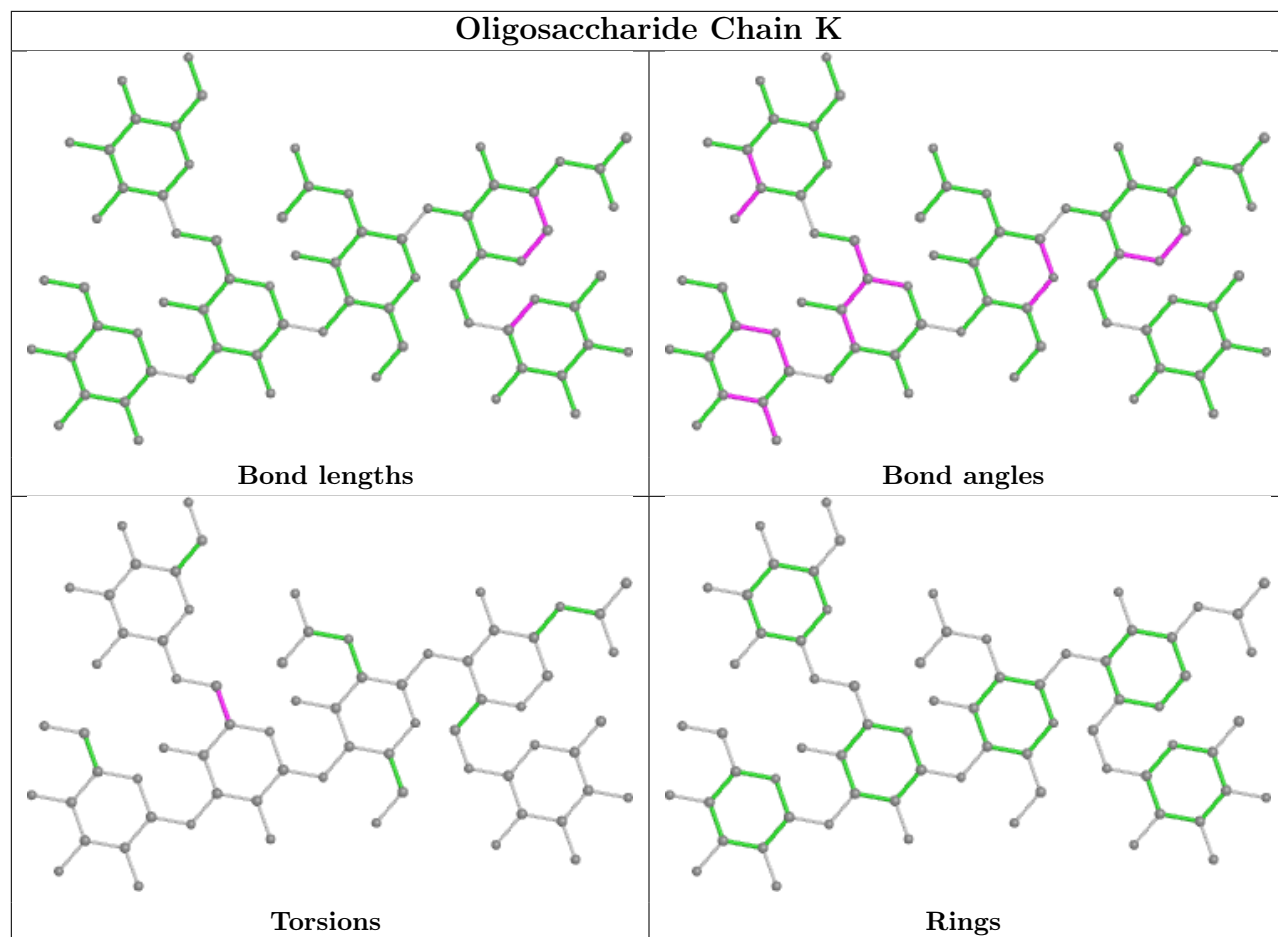 Oligosaccharide Chain K
Bond lengths
Bond angles
Torsions
Rings